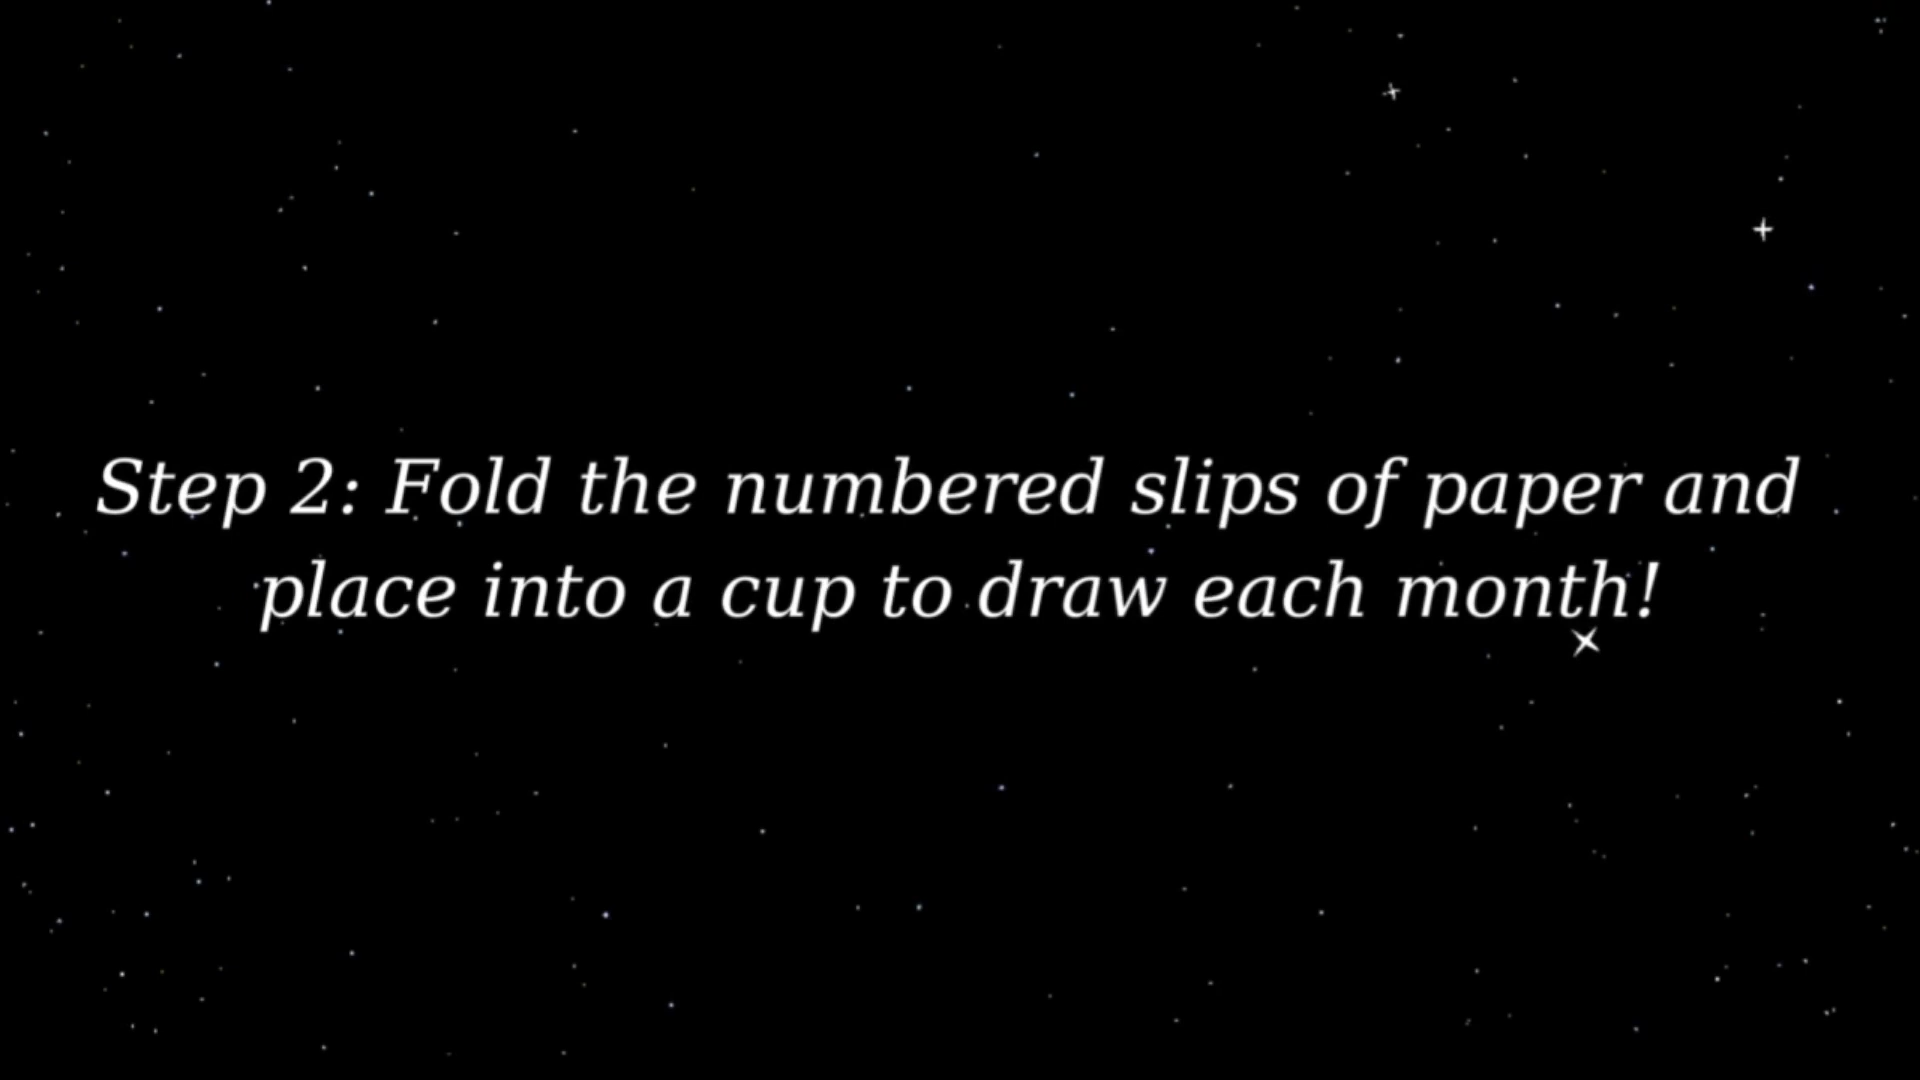 Step 2: Fold the numbered slips of paper and
place into a cup to draw each month!